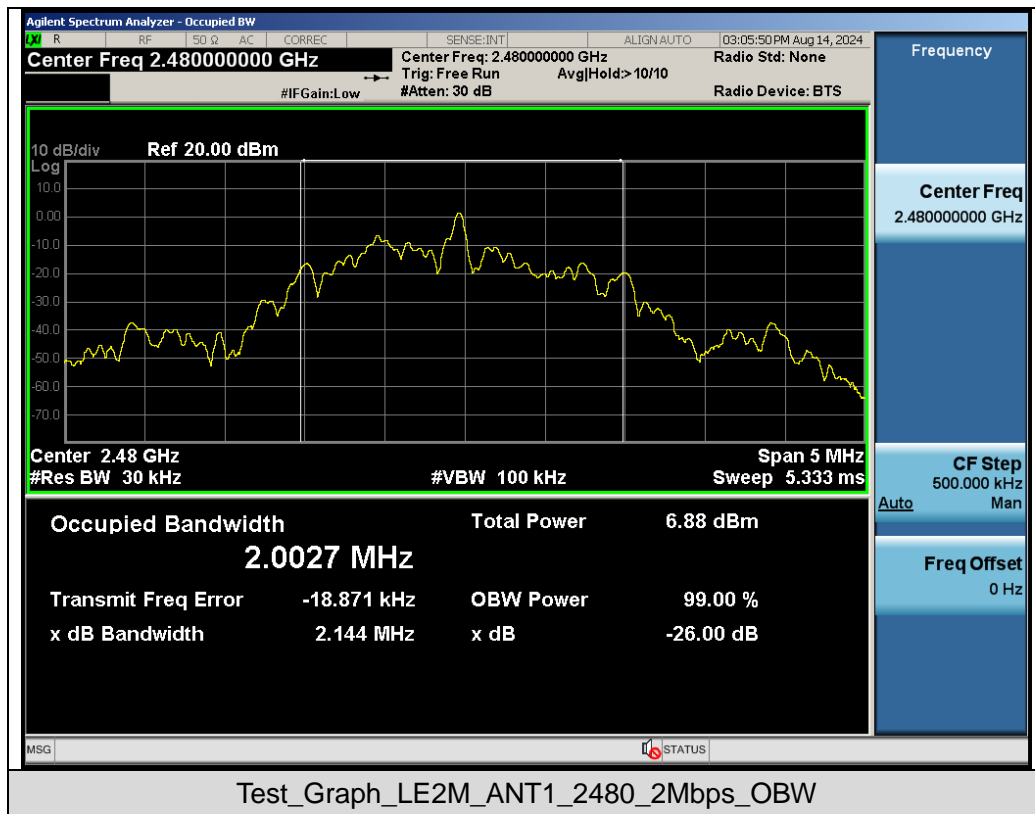 Agilent Spectrum Analyzer - Occupied BW
LXI R RF 50 Ω AC CORREC SENSE:INT ALIGN AUTO 03:05:50 PM Aug 14, 2024
Center Freq 2.480000000 GHz
Center Freq: 2.480000000 GHz Radio Std: None
Trig: Free Run Avg|Hold:> 10/10
#IFGain:Low #Atten: 30 dB Radio Device: BTS
10 dB/div Ref 20.00 dBm
Log
10.0
0.00
-10.0
-20.0
-30.0
-40.0
-50.0
-60.0
-70.0
Center 2.48 GHz Span 5 MHz
#Res BW 30 kHz #VBW 100 kHz Sweep 5.333 ms
Occupied Bandwidth Total Power 6.88 dBm
2.0027 MHz
Transmit Freq Error -18.871 kHz OBW Power 99.00 %
x dB Bandwidth 2.144 MHz x dB -26.00 dB
MSG STATUS
Frequency
Center Freq
2.480000000 GHz
CF Step
500.000 kHz
Auto Man
Freq Offset
0 Hz
Test_Graph_LE2M_ANT1_2480_2Mbps_OBW